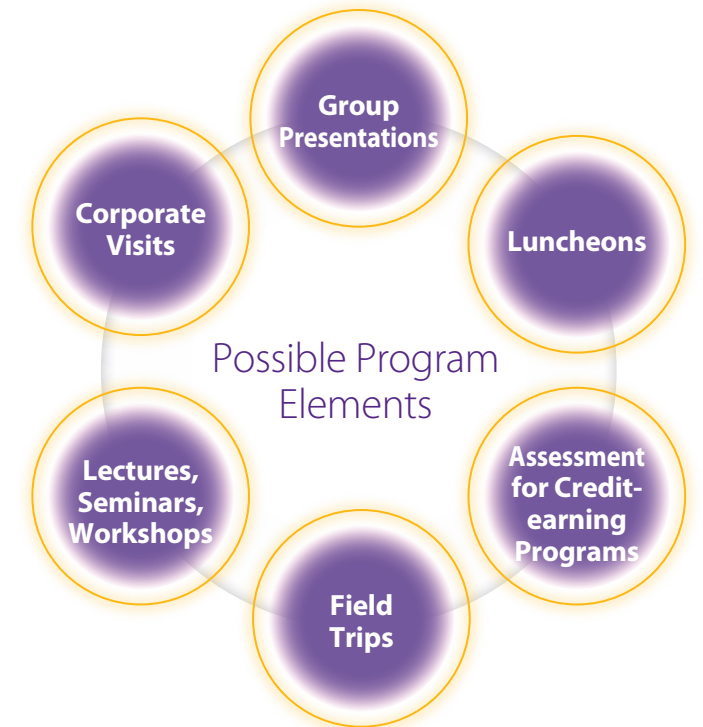 Group
Presentations
Corporate
Visits
Luncheons
Possible Program
Elements
Lectures,
Seminars,
Workshops
Assessment
for Credit-
earning
Programs
Field
Trips